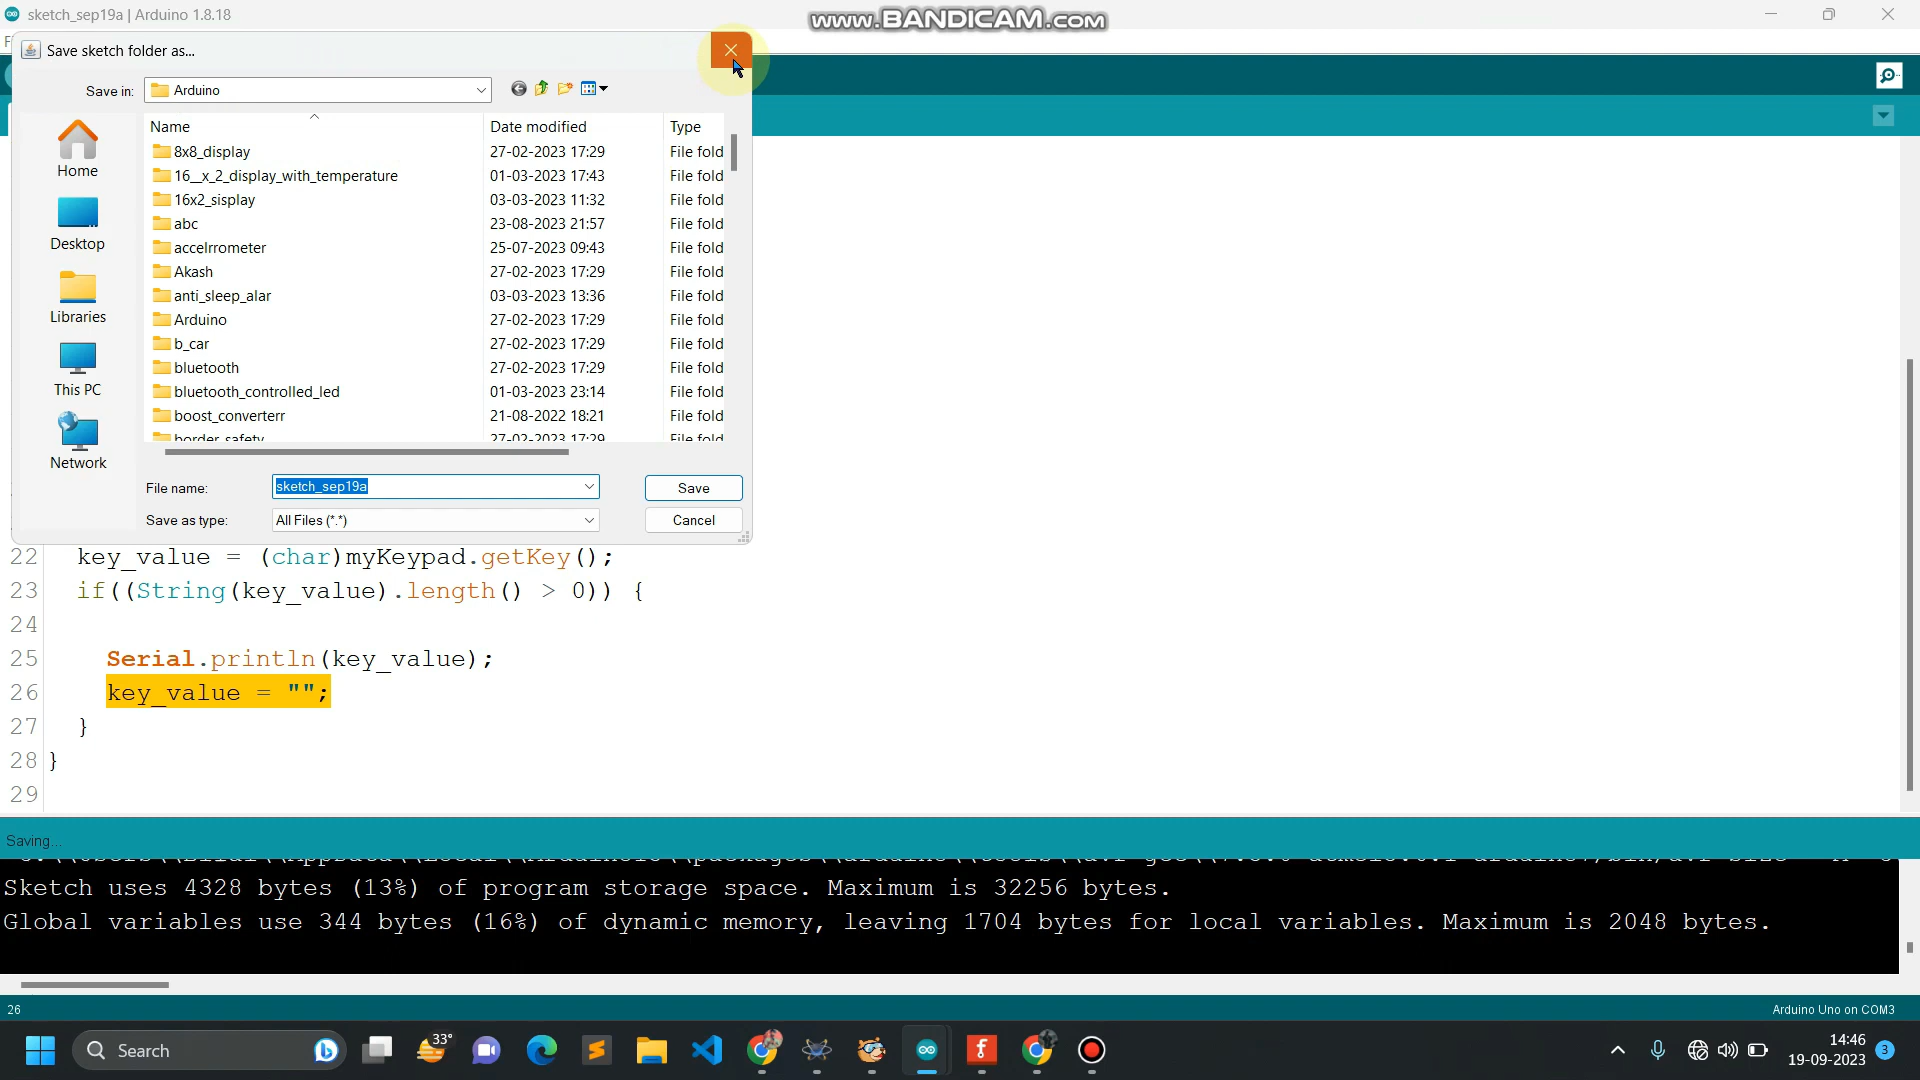 sketch_sep19a | Arduino 1.8.18
www.BANDICAM.com
Save sketch folder as...
Save in:
Arduino
Name
Date modified
Type
8x8_display
27-02-2023 17:29
File fold
16__x_2_display_with_temperature
01-03-2023 17:43
File fold
16x2_sisplay
03-03-2023 11:32
File fold
abc
23-08-2023 21:57
File fold
accelrrometer
25-07-2023 09:43
File fold
Akash
27-02-2023 17:29
File fold
anti_sleep_alar
03-03-2023 13:36
File fold
Arduino
27-02-2023 17:29
File fold
b_car
27-02-2023 17:29
File fold
bluetooth
27-02-2023 17:29
File fold
bluetooth_controlled_led
01-03-2023 23:14
File fold
boost_converterr
21-08-2022 18:21
File fold
border_safety
27-02-2023 17:29
File fold
Home
Desktop
Libraries
This PC
Network
File name:
sketch_sep19a
Save
Save as type:
All Files (*.*)
Cancel
22 key_value = (char)myKeypad.getKey();
23 if((String(key_value).length() > 0)) {
24
25 Serial.println(key_value);
26 key_value = "";
27 }
28 }
29
Saving...
Sketch uses 4328 bytes (13%) of program storage space. Maximum is 32256 bytes.
Global variables use 344 bytes (16%) of dynamic memory, leaving 1704 bytes for local variables. Maximum is 2048 bytes.
26
Arduino Uno on COM3
Search
33°
14:46
19-09-2023
3